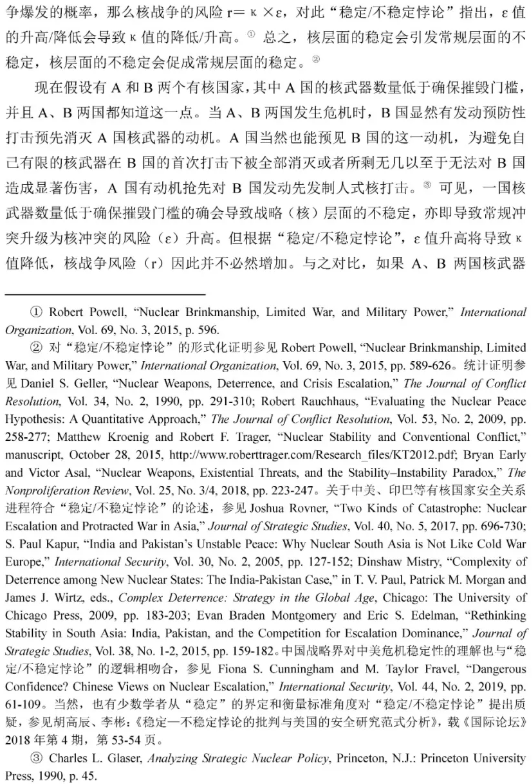 争爆发的概率，那么核战争的风险 r＝κ×ε，对此“稳定/不稳定悖论”指出，ε 值
的升高/降低会导致 κ 值的降低/升高。① 总之，核层面的稳定会引发常规层面的不
稳定，核层面的不稳定会促成常规层面的稳定。②
现在假设有 A 和 B 两个有核国家，其中 A 国的核武器数量低于确保摧毁门槛，
并且 A、B 两国都知道这一点。当 A、B 两国发生危机时，B 国显然有发动预防性
打击预先消灭 A 国核武器的动机。A 国当然也能预见 B 国的这一动机，为避免自
己有限的核武器在 B 国的首次打击下被全部消灭或者所剩无几以至于无法对 B 国
造成显著伤害，A 国有动机抢先对 B 国发动先发制人式核打击。③ 可见，一国核
武器数量低于确保摧毁门槛的确会导致战略（核）层面的不稳定，亦即导致常规冲
突升级为核冲突的风险（ε）升高。但根据“稳定/不稳定悖论”，ε 值升高将导致 κ
值降低，核战争风险（r）因此并不必然增加。与之对比，如果 A、B 两国核武器
① Robert Powell, “Nuclear Brinkmanship, Limited War, and Military Power,” International
Organization, Vol. 69, No. 3, 2015, p. 596.
② 对“稳定/不稳定悖论”的形式化证明参见 Robert Powell, “Nuclear Brinkmanship, Limited
War, and Military Power,” International Organization, Vol. 69, No. 3, 2015, pp. 589-626。统计证明参
见 Daniel S. Geller, “Nuclear Weapons, Deterrence, and Crisis Escalation,” The Journal of Conflict
Resolution, Vol. 34, No. 2, 1990, pp. 291-310; Robert Rauchhaus, “Evaluating the Nuclear Peace
Hypothesis: A Quantitative Approach,” The Journal of Conflict Resolution, Vol. 53, No. 2, 2009, pp.
258-277; Matthew Kroenig and Robert F. Trager, “Nuclear Stability and Conventional Conflict,”
manuscript, October 28, 2015, http://www.roberttrager.com/Research_files/KT2012.pdf; Bryan Early
and Victor Asal, “Nuclear Weapons, Existential Threats, and the Stability–Instability Paradox,” The
Nonproliferation Review, Vol. 25, No. 3/4, 2018, pp. 223-247。关于中美、印巴等有核国家安全关系
进程符合“稳定/不稳定悖论”的论述，参见 Joshua Rovner, “Two Kinds of Catastrophe: Nuclear
Escalation and Protracted War in Asia,” Journal of Strategic Studies, Vol. 40, No. 5, 2017, pp. 696-730;
S. Paul Kapur, “India and Pakistan’s Unstable Peace: Why Nuclear South Asia is Not Like Cold War
Europe,” International Security, Vol. 30, No. 2, 2005, pp. 127-152; Dinshaw Mistry, “Complexity of
Deterrence among New Nuclear States: The India-Pakistan Case,” in T. V. Paul, Patrick M. Morgan and
James J. Wirtz, eds., Complex Deterrence: Strategy in the Global Age, Chicago: The University of
Chicago Press, 2009, pp. 183-203; Evan Braden Montgomery and Eric S. Edelman, “Rethinking
Stability in South Asia: India, Pakistan, and the Competition for Escalation Dominance,” Journal of
Strategic Studies, Vol. 38, No. 1-2, 2015, pp. 159-182。中国战略界对中美危机稳定性的理解也与“稳
定/不稳定悖论”的逻辑相吻合，参见 Fiona S. Cunningham and M. Taylor Fravel, “Dangerous
Confidence? Chinese Views on Nuclear Escalation,” International Security, Vol. 44, No. 2, 2019, pp.
61-109。当然，也有少数学者从“稳定”的界定和衡量标准角度对“稳定/不稳定悖论”提出质
疑，参见胡高辰、李彬：《稳定—不稳定悖论的批判与美国的安全研究范式分析》，载《国际论坛》
2018 年第 4 期，第 53-54 页。
③ Charles L. Glaser, Analyzing Strategic Nuclear Policy, Princeton, N.J.: Princeton University
Press, 1990, p. 45.